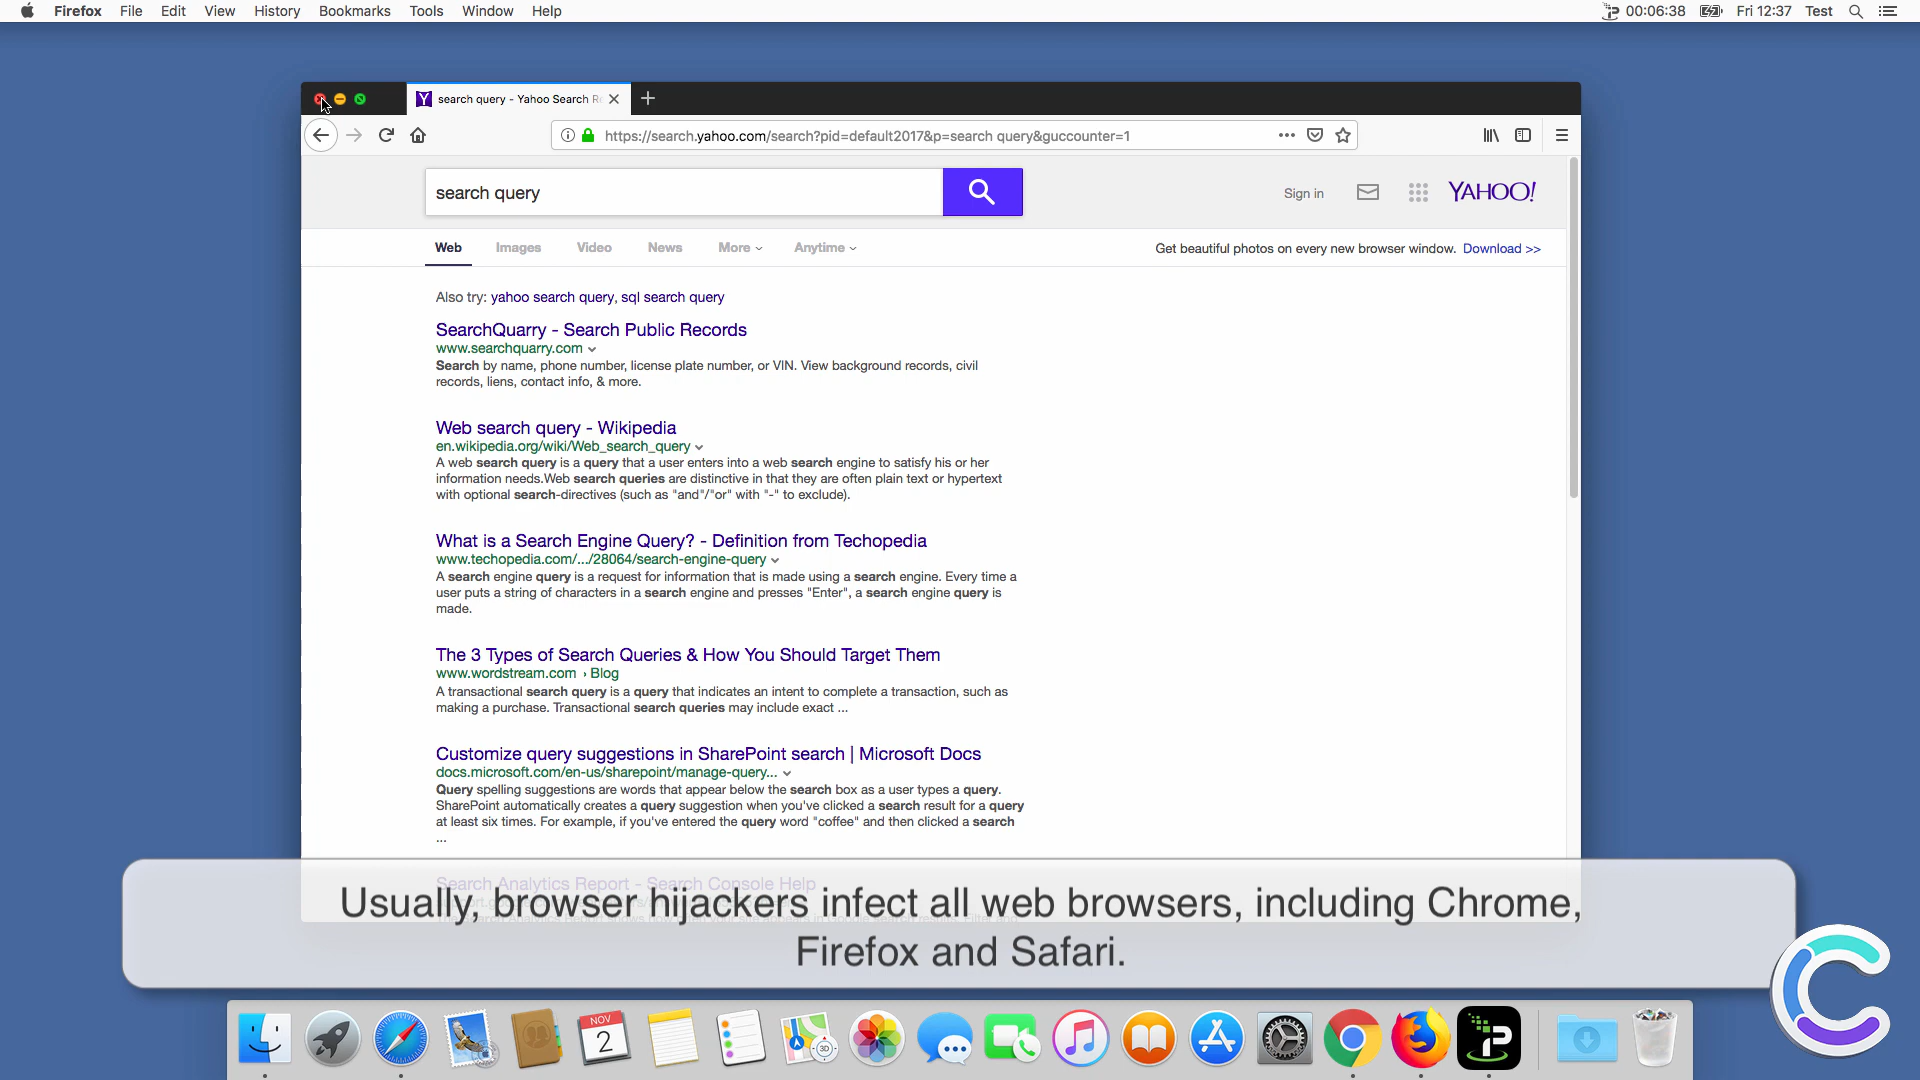 Firefox File Edit View History Bookmarks Tools Window Help 00:06:38 Fri 12:37 Test
search query - Yahoo Search R
https://search.yahoo.com/search?pid=default2017&p=search query&guccounter=1
search query
Sign in
YAHOO!
Web Images Video News More Anytime
Get beautiful photos on every new browser window. Download >>
Also try: yahoo search query, sql search query
SearchQuarry - Search Public Records
www.searchquarry.com
Search by name, phone number, license plate number, or VIN. View background records, civil
records, liens, contact info, & more.
Web search query - Wikipedia
en.wikipedia.org/wiki/Web_search_query
A web search query is a query that a user enters into a web search engine to satisfy his or her
information needs.Web search queries are distinctive in that they are often plain text or hypertext
with optional search-directives (such as "and"/"or" with "-" to exclude).
What is a Search Engine Query? - Definition from Techopedia
www.techopedia.com/.../28064/search-engine-query
A search engine query is a request for information that is made using a search engine. Every time a
user puts a string of characters in a search engine and presses "Enter", a search engine query is
made.
The 3 Types of Search Queries & How You Should Target Them
www.wordstream.com › Blog
A transactional search query is a query that indicates an intent to complete a transaction, such as
making a purchase. Transactional search queries may include exact ...
Customize query suggestions in SharePoint search | Microsoft Docs
docs.microsoft.com/en-us/sharepoint/manage-query...
Query spelling suggestions are words that appear below the search box as a user types a query.
SharePoint automatically creates a query suggestion when you've clicked a search result for a query
at least six times. For example, if you've entered the query word "coffee" and then clicked a search
...
Search Analytics Report - Search Console Help
Usually, browser hijackers infect all web browsers, including Chrome,
Firefox and Safari.
NOV
2
3D